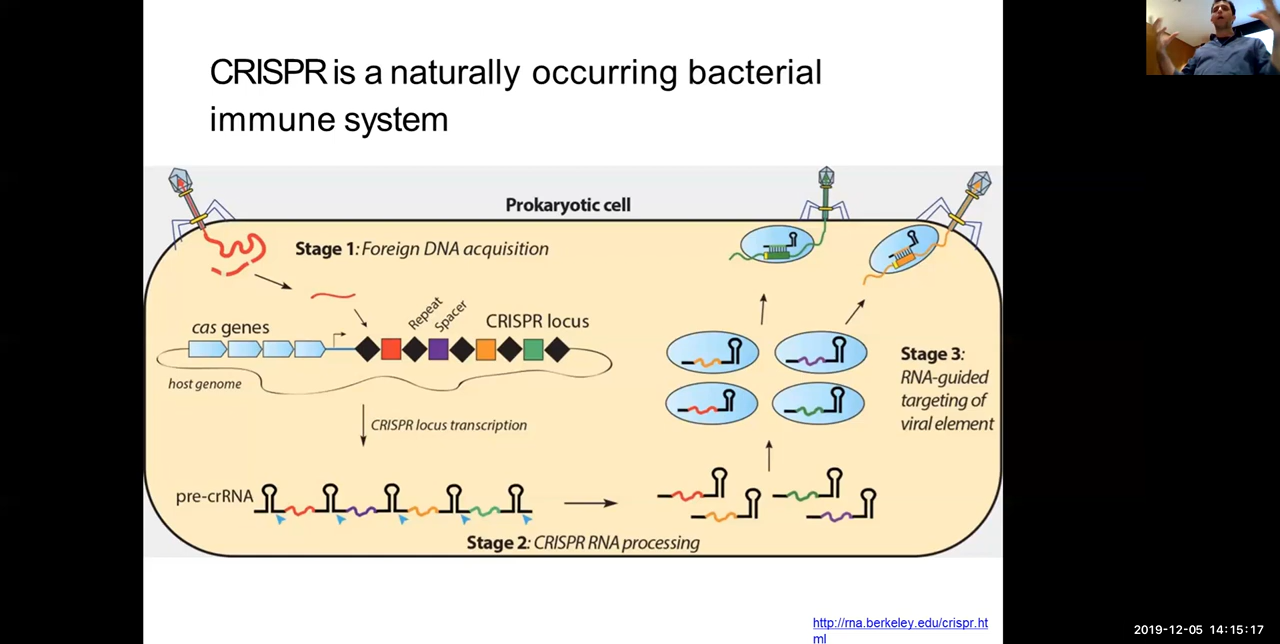 CRISPR is a naturally occurring bacterial
immune system
Prokaryotic cell
Stage 1: Foreign DNA acquisition
cas genes
Repeat
Spacer
CRISPR locus
host genome
CRISPR locus transcription
Stage 3:
RNA-guided
targeting of
viral element
pre-crRNA
Stage 2: CRISPR RNA processing
http://rna.berkeley.edu/crispr.ht
ml
2019-12-05 14:15:17